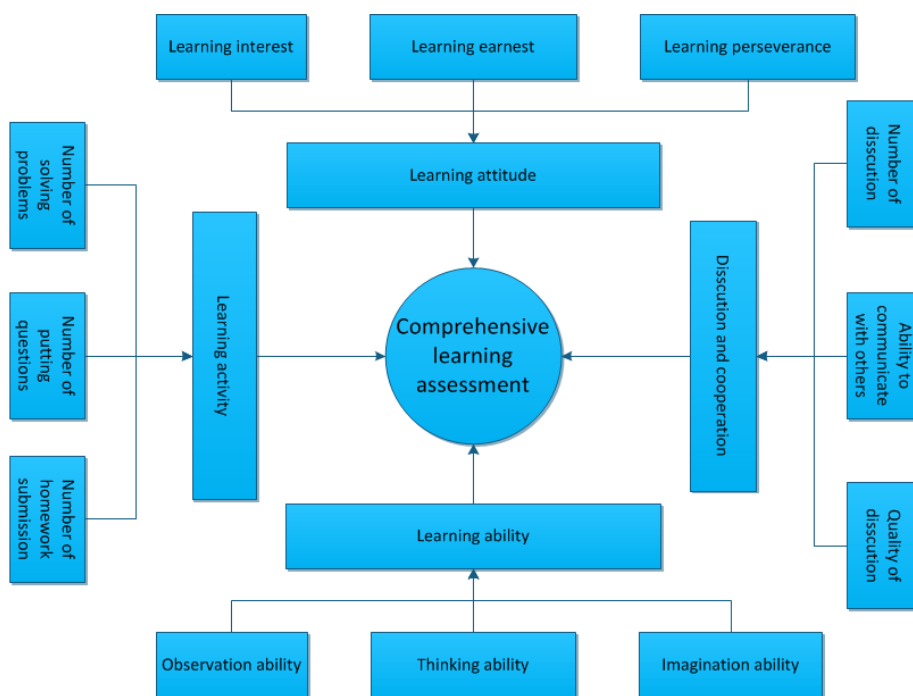 Learning interest
Learning earnest
Learning perseverance
Learning attitude
Number of
solving
problems
Number of
putting
questions
Number of
homework
submission
Learning activity
Comprehensive
learning
assessment
Disscution and cooperation
Number of
disscution
Ability to
communicate
with others
Quality of
disscution
Learning ability
Observation ability
Thinking ability
Imagination ability